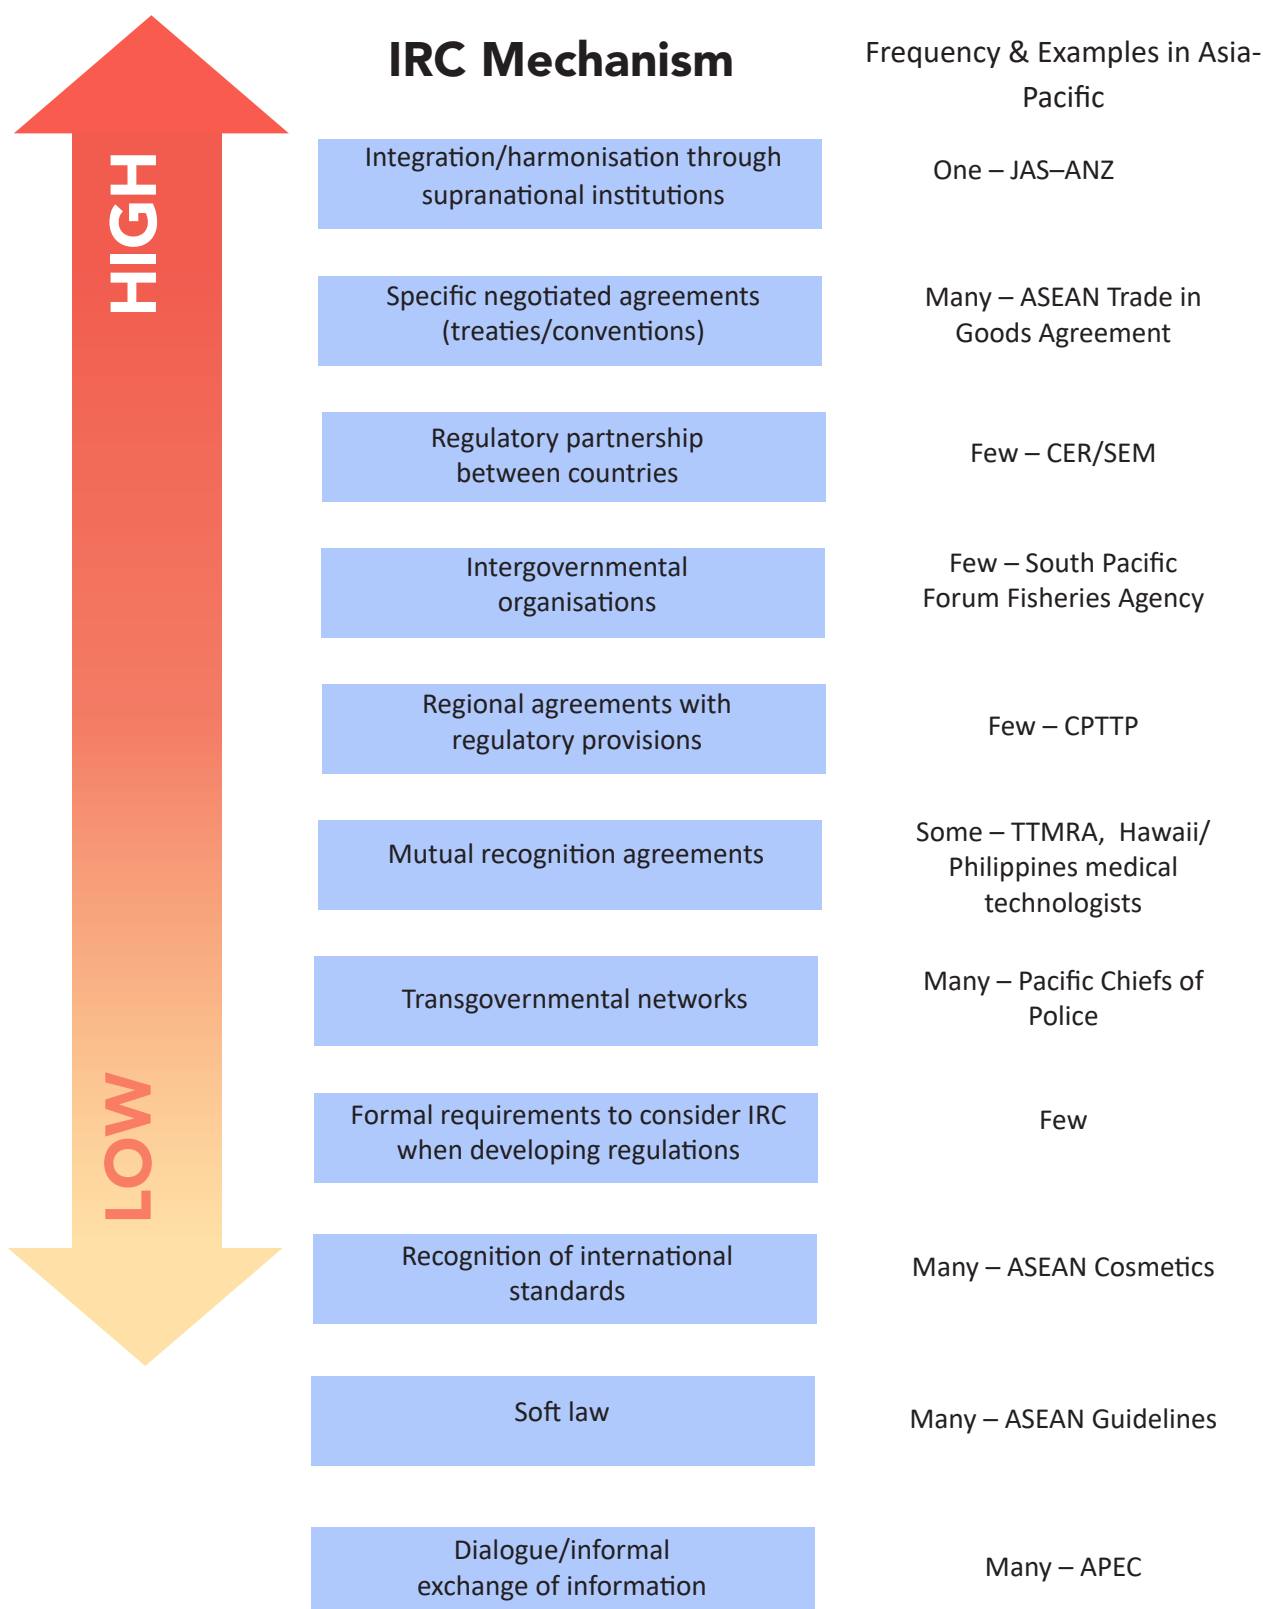 IRC Mechanism
Frequency & Examples in Asia-
Pacific
HIGH
Integration/harmonisation through
supranational institutions
One – JAS–ANZ
Specific negotiated agreements
(treaties/conventions)
Many – ASEAN Trade in
Goods Agreement
Regulatory partnership
between countries
Few – CER/SEM
Intergovernmental
organisations
Few – South Pacific
Forum Fisheries Agency
Regional agreements with
regulatory provisions
Few – CPTTP
Mutual recognition agreements
Some – TTMRA, Hawaii/
Philippines medical
technologists
Transgovernmental networks
Many – Pacific Chiefs of
Police
LOW
Formal requirements to consider IRC
when developing regulations
Few
Recognition of international
standards
Many – ASEAN Cosmetics
Soft law
Many – ASEAN Guidelines
Dialogue/informal
exchange of information
Many – APEC